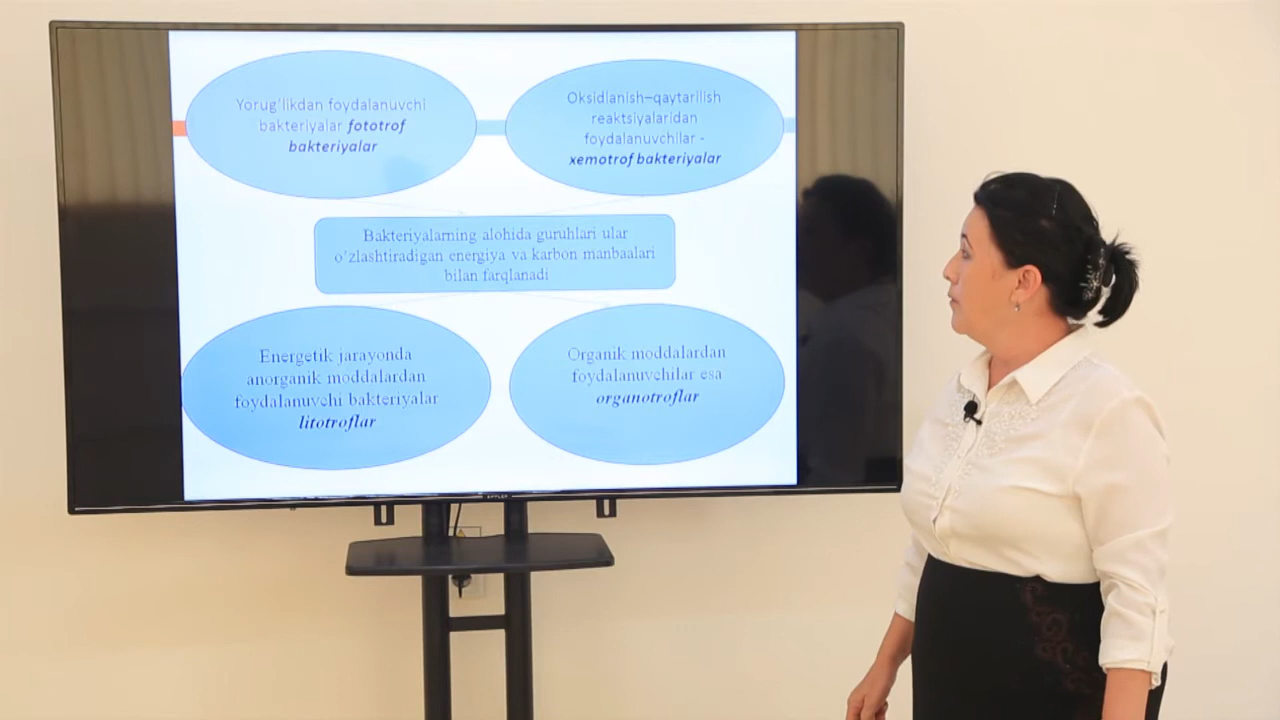 Yorug'likdan foydalanuvchi
bakteriyalar fototrof
bakteriyalar
Oksidlanish–qaytarilish
reaktsiyalaridan
foydalanuvchilar -
xemotrof bakteriyalar
Bakteriyalarning alohida guruhlari ular
o'zlashtiradigan energiya va karbon manbaalari
bilan farqlanadi
Energetik jarayonda
anorganik moddalardan
foydalanuvchi bakteriyalar
litotroflar
Organik moddalardan
foydalanuvchilar esa
organotroflar